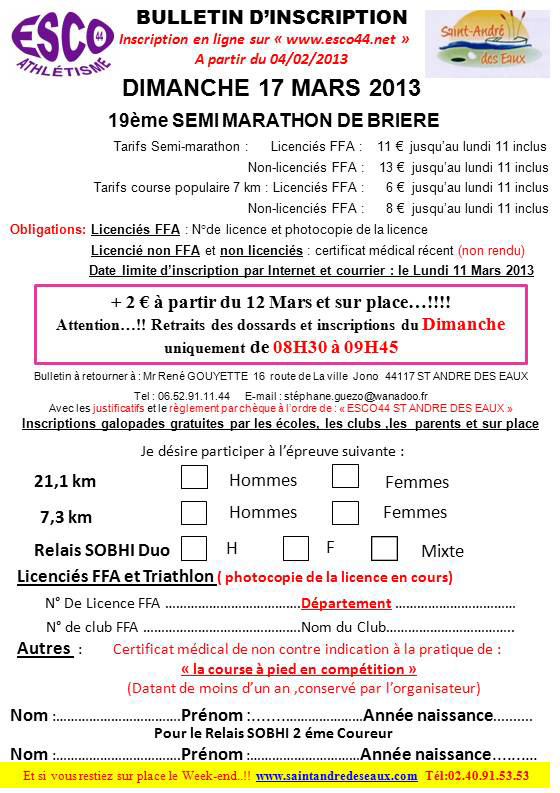 ESCO 44
ATHLÉTISME
BULLETIN D'INSCRIPTION
Inscription en ligne sur « www.esco44.net »
A partir du 04/02/2013
Saint-André
des Eaux
DIMANCHE 17 MARS 2013
19ème SEMI MARATHON DE BRIERE
Tarifs Semi-marathon : Licenciés FFA : 11 € jusqu'au lundi 11 inclus
Non-licenciés FFA : 13 € jusqu'au lundi 11 inclus
Tarifs course populaire 7 km : Licenciés FFA : 6 € jusqu'au lundi 11 inclus
Non-licenciés FFA : 8 € jusqu'au lundi 11 inclus
Obligations: Licenciés FFA : N°de licence et photocopie de la licence
Licencié non FFA et non licenciés : certificat médical récent (non rendu)
Date limite d'inscription par Internet et courrier : le Lundi 11 Mars 2013
+ 2 € à partir du 12 Mars et sur place…!!!!
Attention…!! Retraits des dossards et inscriptions du Dimanche
uniquement de 08H30 à 09H45
Bulletin à retourner à : Mr René GOUYETTE 16 route de La ville Jono 44117 ST ANDRE DES EAUX
Tel : 06.52.91.11.44 E-mail : stéphane.guezo@wanadoo.fr
Avec les justificatifs et le règlement par chèque à l'ordre de : « ESCO44 ST ANDRE DES EAUX »
Inscriptions galopades gratuites par les écoles, les clubs ,les parents et sur place
Je désire participer à l'épreuve suivante :
21,1 km Hommes Femmes
7,3 km Hommes Femmes
Relais SOBHI Duo H F Mixte
Licenciés FFA et Triathlon ( photocopie de la licence en cours)
N° De Licence FFA ……………………………….Département ……………………………
N° de club FFA …………………………………….Nom du Club……………………………..
Autres : Certificat médical de non contre indication à la pratique de :
« la course à pied en compétition »
(Datant de moins d'un an ,conservé par l'organisateur)
Nom :……………………………Prénom :…………………………Année naissance……….
Pour le Relais SOBHI 2 éme Coureur
Nom :……………………………Prénom :…………………………Année naissance………….
Et si vous restiez sur place le Week-end..!! www.saintandredeseaux.com Tél:02.40.91.53.53